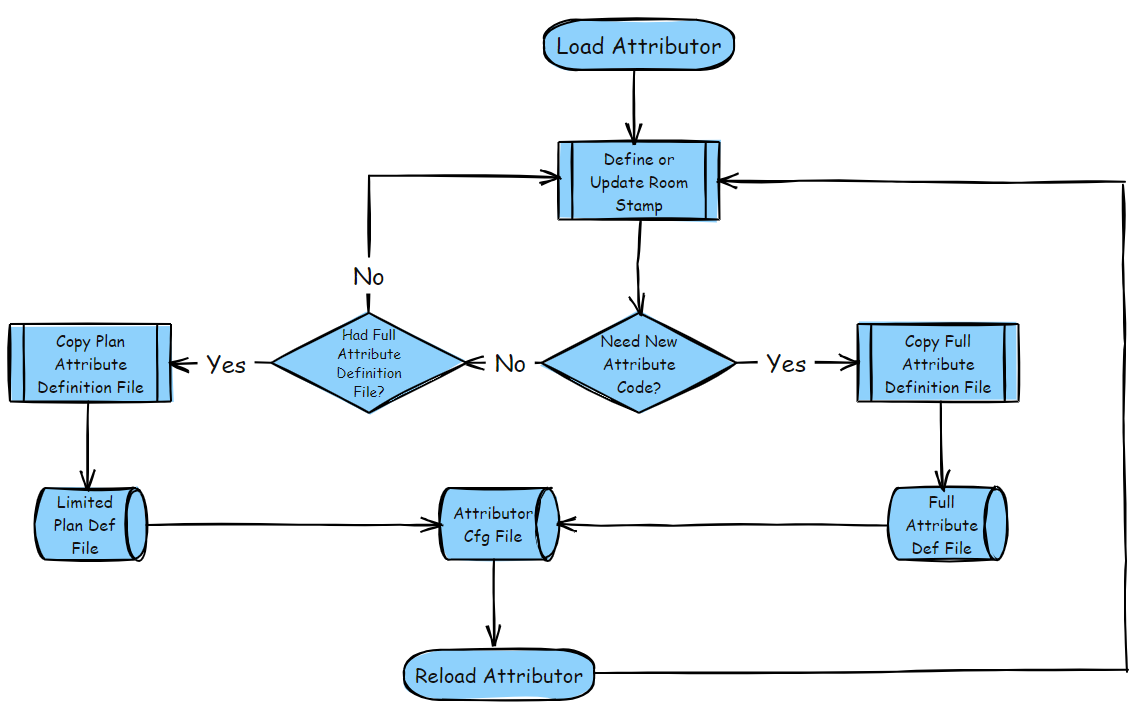 Load Attributor
Define or
Update Room
Stamp
No
Copy Plan
Attribute
Definition File
Yes
Had Full
Attribute
Definition
File?
No
Need New
Attribute
Code?
Yes
Copy Full
Attribute
Definition File
Limited
Plan Def
File
Attributor
Cfg File
Full
Attribute
Def File
Reload Attributor